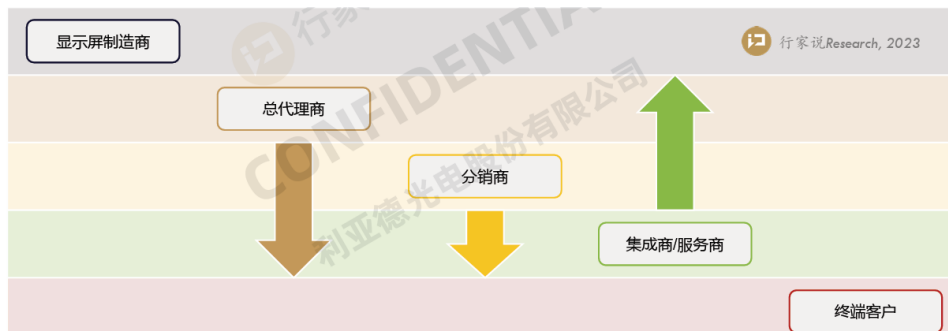 显示屏制造商
行家说Research, 2023
总代理商
分销商
集成商/服务商
终端客户
行家
CONFIDENTIAL
利亚德光电股份有限公司